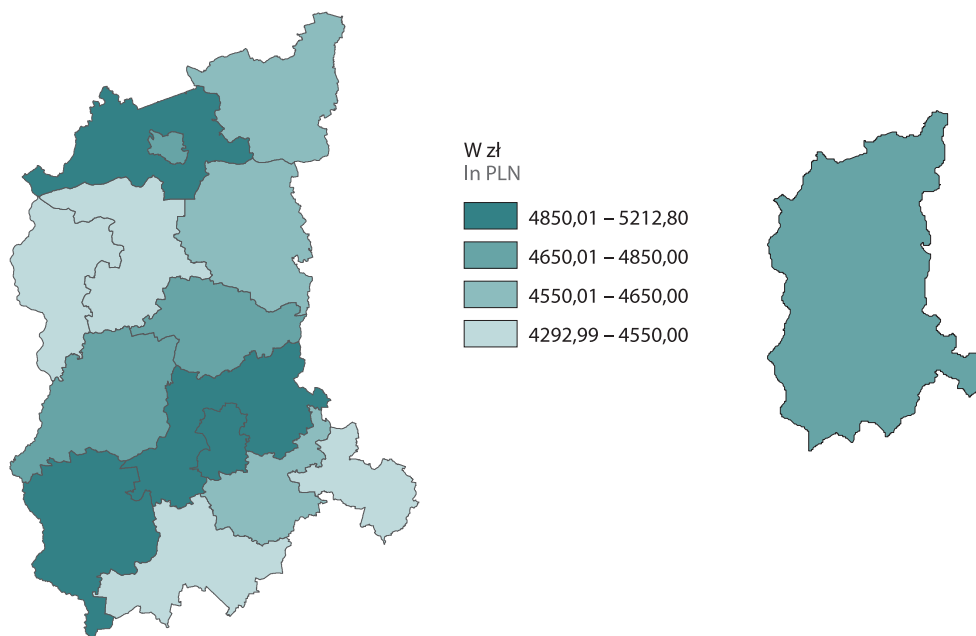 W zł
In PLN
4850,01 – 5212,80
4650,01 – 4850,00
4550,01 – 4650,00
4292,99 – 4550,00